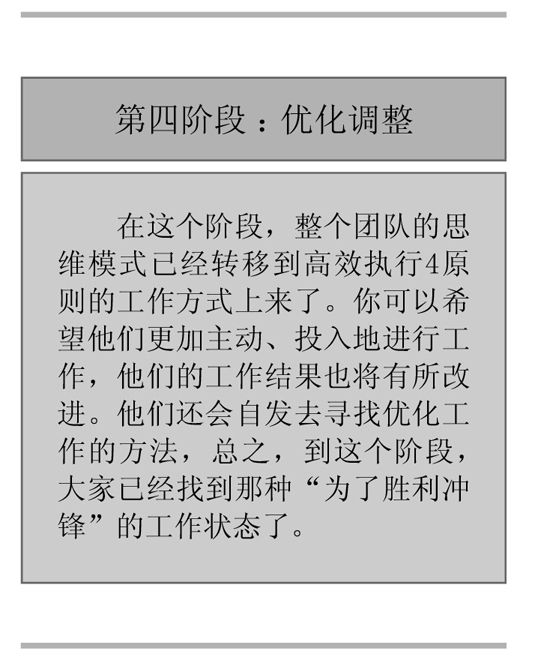 第四阶段：优化调整
在这个阶段，整个团队的思
维模式已经转移到高效执行4原
则的工作方式上来了。你可以希
望他们更加主动、投入地进行工
作，他们的工作结果也将有所改
进。他们还会自发去寻找优化工
作的方法，总之，到这个阶段，
大家已经找到那种“为了胜利冲
锋”的工作状态了。